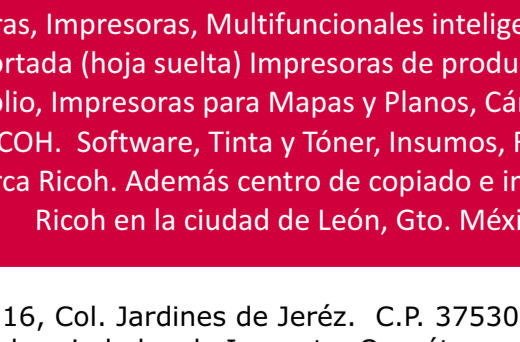 ras, Impresoras, Multifuncionales intelige
ortada (hoja suelta) Impresoras de produ
lio, Impresoras para Mapas y Planos, Cá
COH.  Software, Tinta y Tóner, Insumos,
rca Ricoh. Además centro de copiado e i
Ricoh en la ciudad de León, Gto. Méxi
16, Col. Jardines de Jeréz.  C.P. 37530